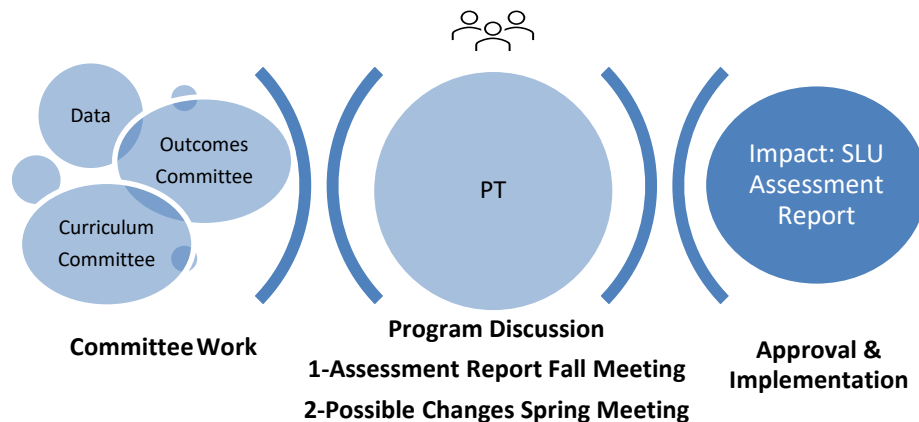 Data
Outcomes
Committee
Curriculum
Committee
Committee Work
PT
Program Discussion
1-Assessment Report Fall Meeting
2-Possible Changes Spring Meeting
Impact: SLU
Assessment
Report
Approval &
Implementation